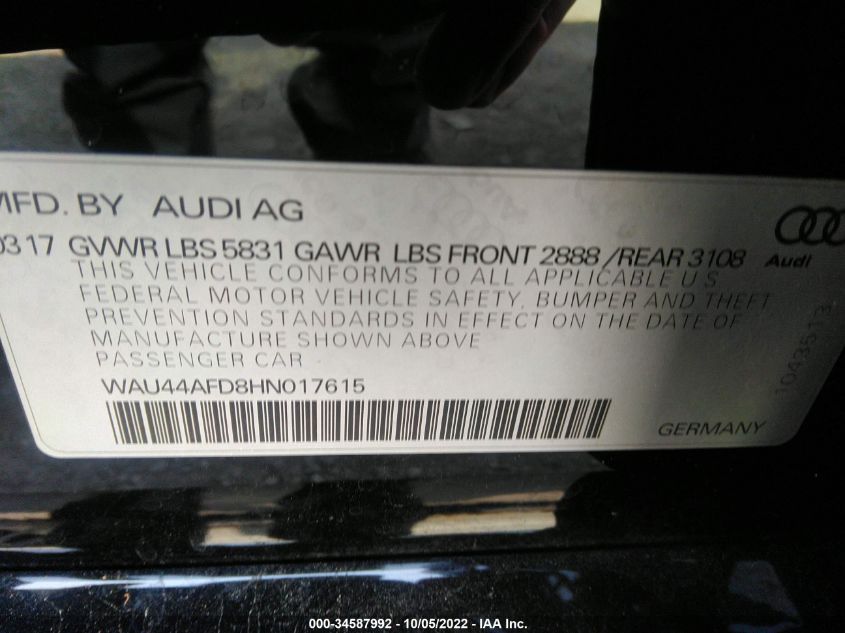 MFD. BY AUDI AG
0317 GVWR LBS 5831 GAWR LBS FRONT 2888 /REAR 3108
Audi
THIS VEHICLE CONFORMS TO ALL APPLICABLE U S
FEDERAL MOTOR VEHICLE SAFETY, BUMPER AND THEFT
PREVENTION STANDARDS IN EFFECT ON THE DATE OF
MANUFACTURE SHOWN ABOVE
PASSENGER CAR
WAU44AFD8HN017615
GERMANY
1043513
000-34587992 - 10/05/2022 - IAA Inc.